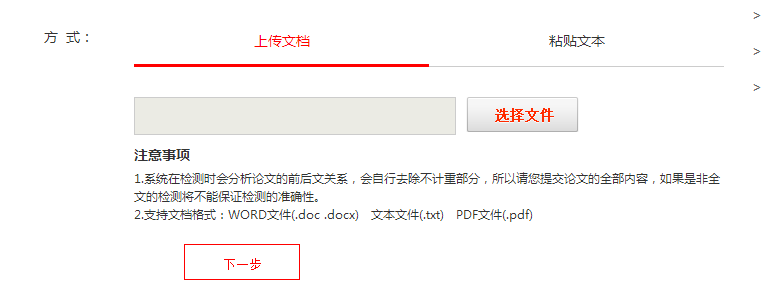 方 式：
上传文档
粘贴文本
>
>
>
选择文件
注意事项
1.系统在检测时会分析论文的前后文关系，会自行去除不计重部分，所以请您提交论文的全部内容，如果是非全
文的检测将不能保证检测的准确性。
2.支持文档格式：WORD文件(.doc .docx) 文本文件(.txt) PDF文件(.pdf)
下一步